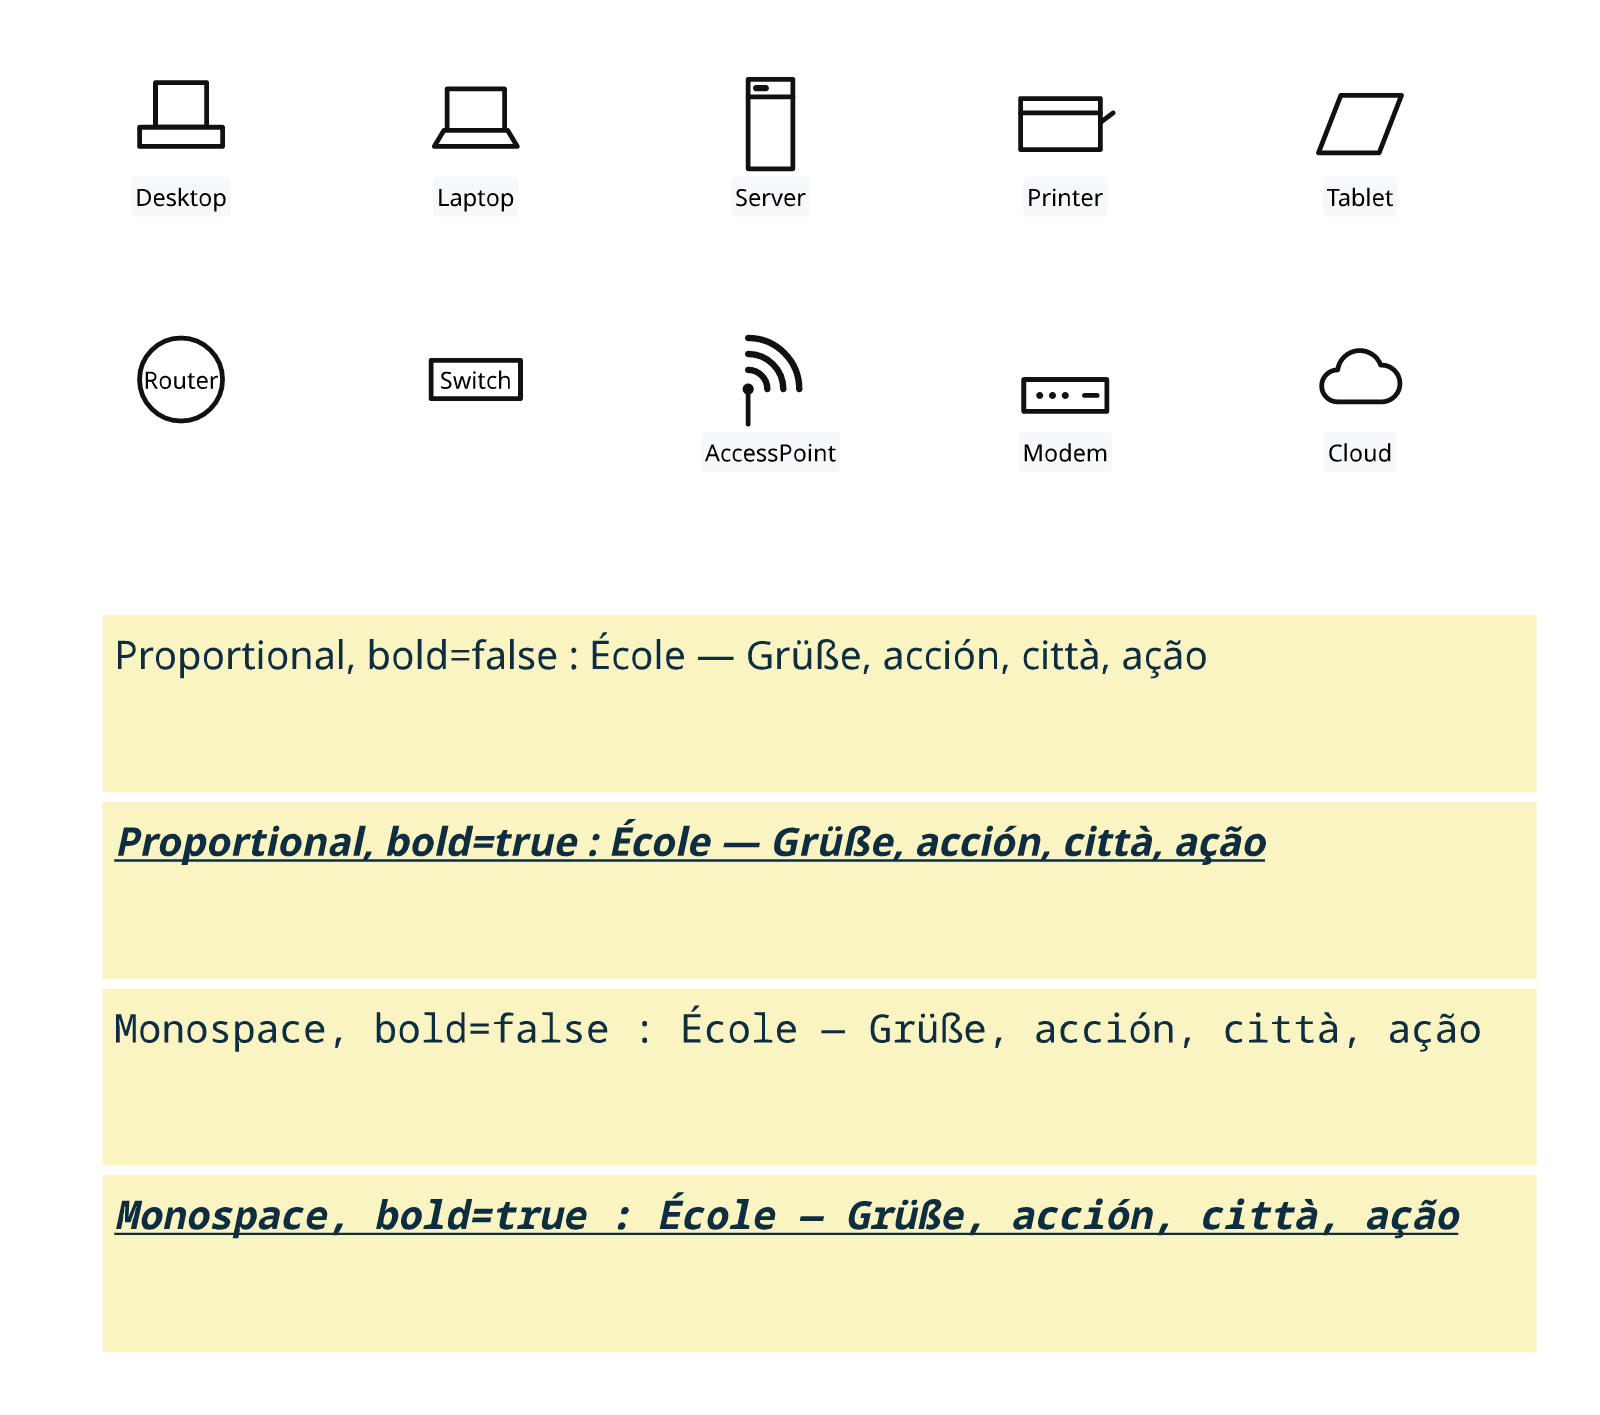 Desktop
Laptop
Server
Printer
Tablet
Router
Switch
AccessPoint
Modem
Cloud
Proportional, bold=false : École — Grüße, acción, città, ação
Proportional, bold=true : École — Grüße, acción, città, ação
Monospace, bold=false : École — Grüße, acción, città, ação
Monospace, bold=true : École — Grüße, acción, città, ação